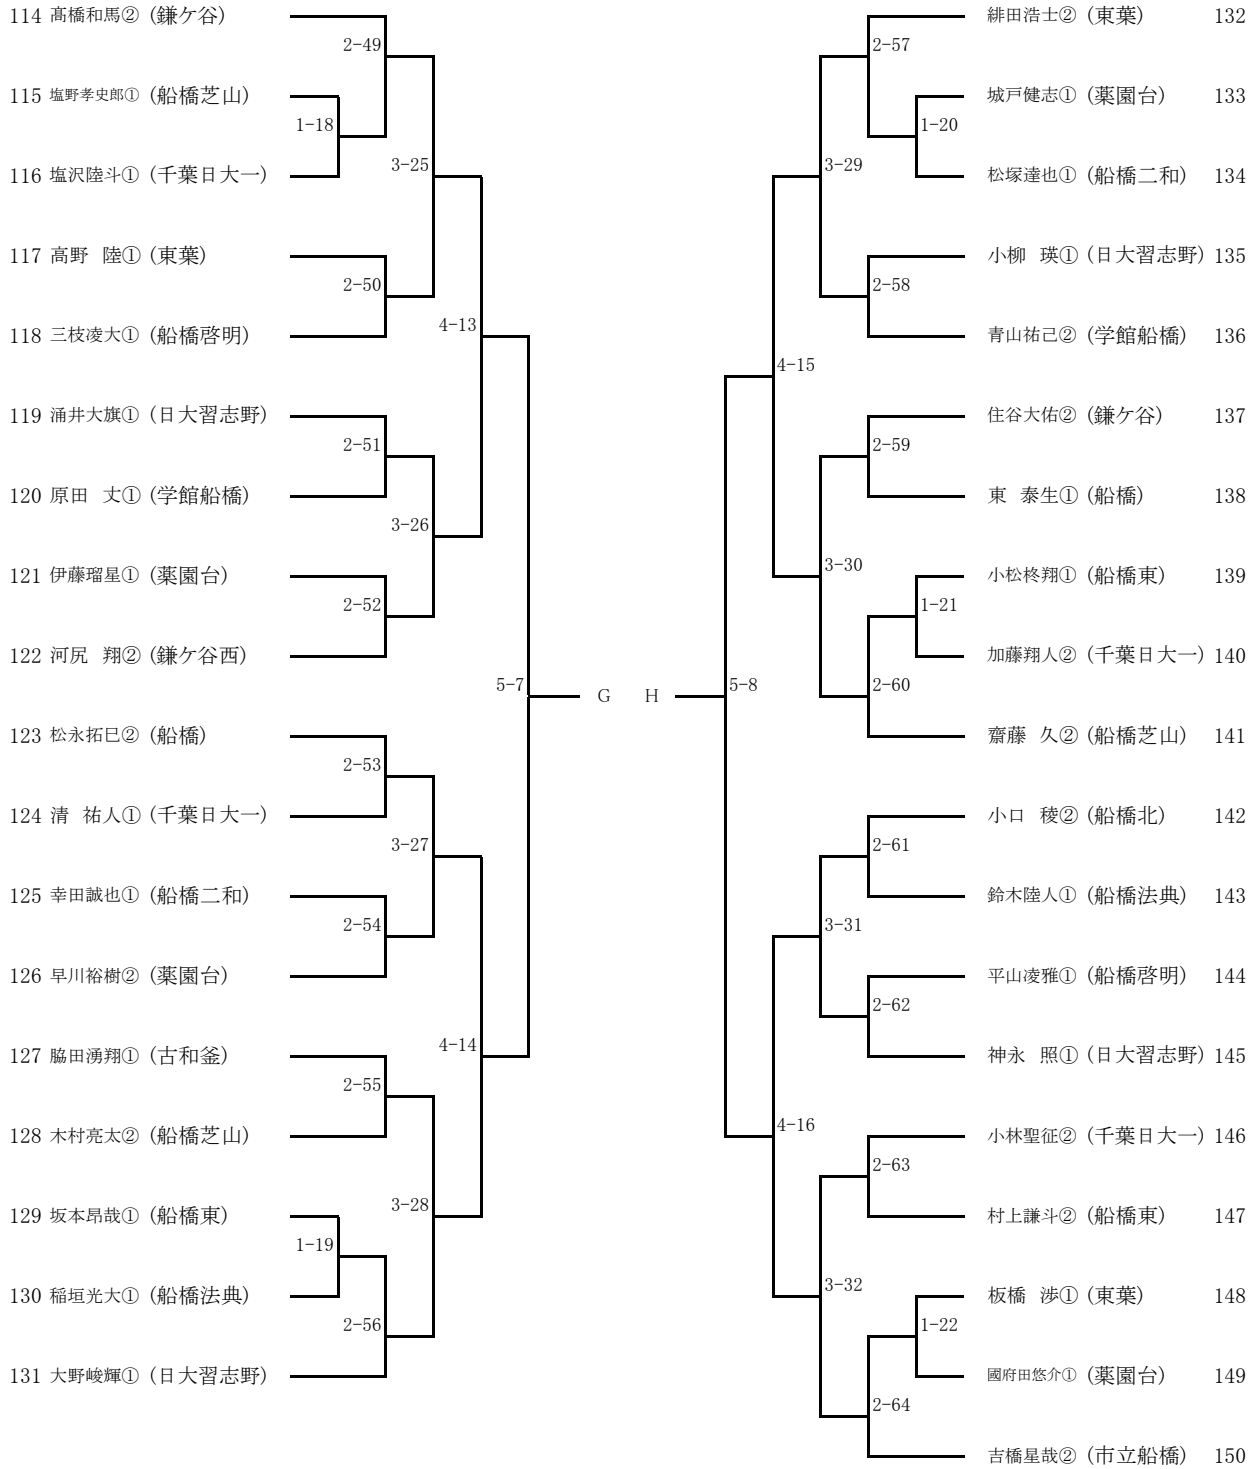 114 髙橋和馬② (鎌ケ谷)
2-49
115 塩野孝史郎① (船橋芝山)
1-18
116 塩沢陸斗① (千葉日大一)
3-25
117 高野 陸① (東葉)
2-50
118 三枝凌大① (船橋啓明)
4-13
119 涌井大旗① (日大習志野)
2-51
120 原田 丈① (学館船橋)
3-26
121 伊藤瑠星① (薬園台)
2-52
122 河尻 翔② (鎌ケ谷西)
5-7
G
123 松永拓巳② (船橋)
2-53
124 清 祐人① (千葉日大一)
3-27
125 幸田誠也① (船橋二和)
2-54
126 早川裕樹② (薬園台)
4-14
127 脇田湧翔① (古和釜)
2-55
128 木村亮太② (船橋芝山)
3-28
129 坂本昂哉① (船橋東)
1-19
130 稲垣光大① (船橋法典)
2-56
131 大野峻輝① (日大習志野)
緋田浩士② (東葉) 132
2-57
城戸健志① (薬園台) 133
1-20
松塚達也① (船橋二和) 134
3-29
小柳 瑛① (日大習志野) 135
2-58
青山祐己② (学館船橋) 136
4-15
住谷大佑② (鎌ケ谷) 137
2-59
東 泰生① (船橋) 138
3-30
小松柊翔① (船橋東) 139
1-21
加藤翔人② (千葉日大一) 140
2-60
H
5-8
齋藤 久② (船橋芝山) 141
小口 稜② (船橋北) 142
2-61
鈴木陸人① (船橋法典) 143
3-31
平山凌雅① (船橋啓明) 144
2-62
神永 照① (日大習志野) 145
4-16
小林聖征② (千葉日大一) 146
2-63
村上謙斗② (船橋東) 147
3-32
板橋 渉① (東葉) 148
1-22
國府田悠介① (薬園台) 149
2-64
吉橋星哉② (市立船橋) 150